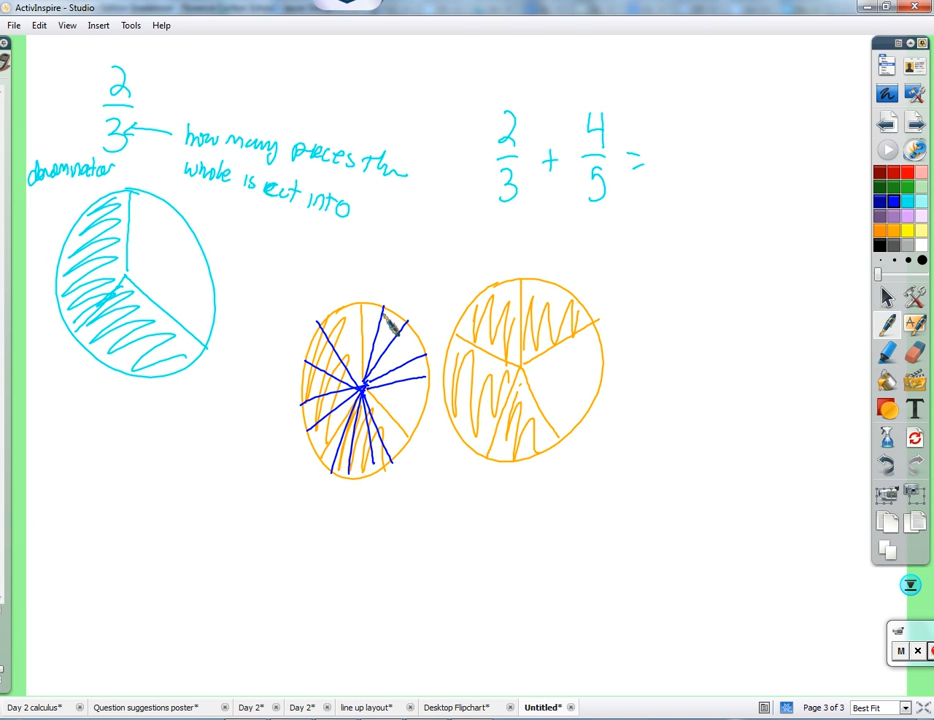 ActivInspire - Studio
File Edit View Insert Tools Help
2
3
denominator
how many pieces the
whole is cut into
2/3 + 4/5 =
T
M
Day 2 calculus*
Question suggestions poster*
Day 2*
Day 2*
line up layout*
Desktop Flipchart*
Untitled*
Page 3 of 3
Best Fit